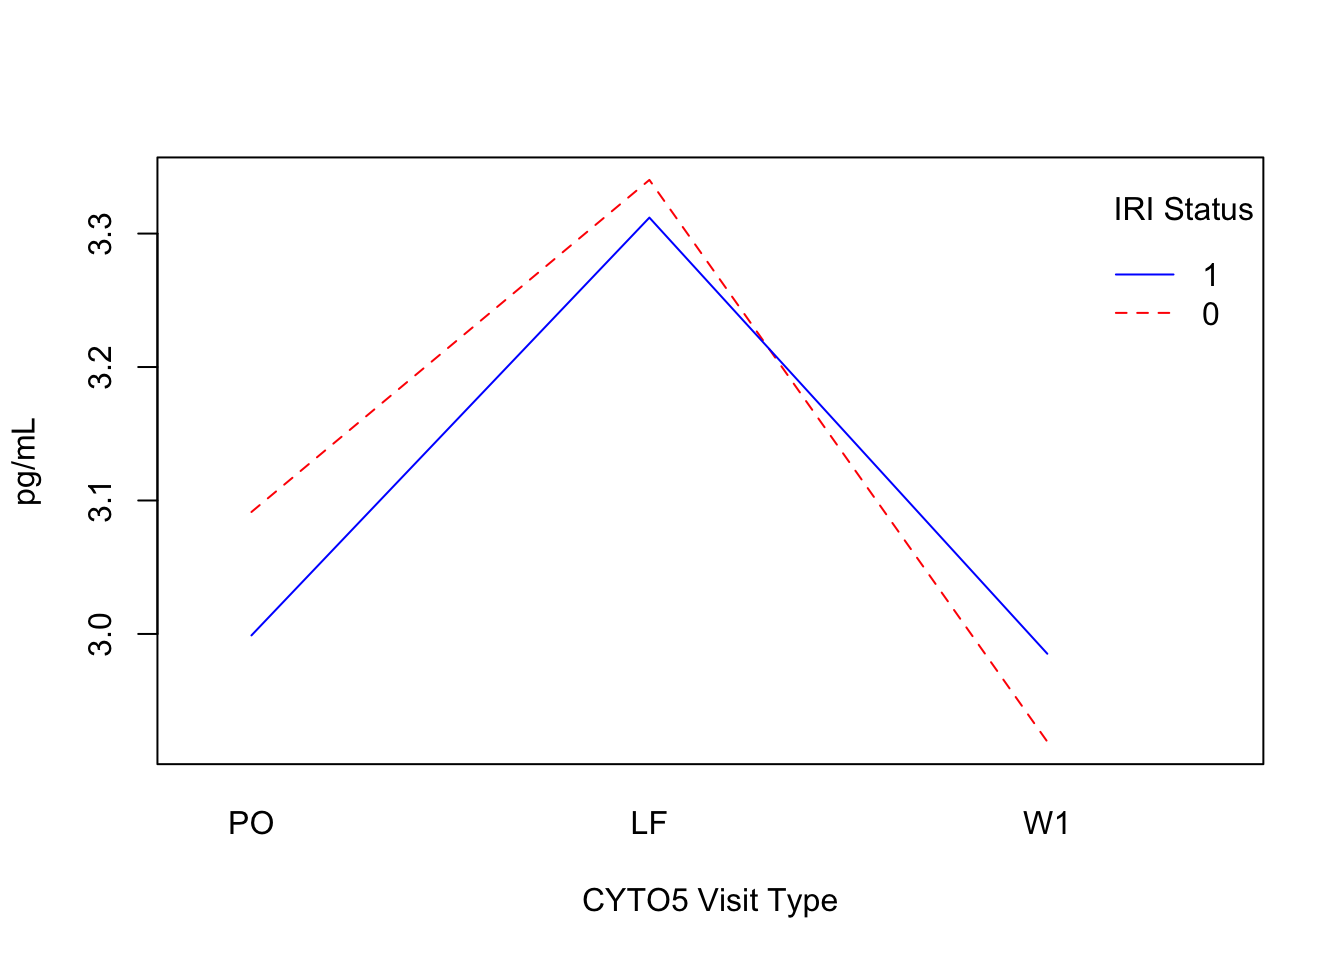 IRI Status
1
0
pg/mL
3.3
3.2
3.1
3.0
PO LF W1
CYTO5 Visit Type